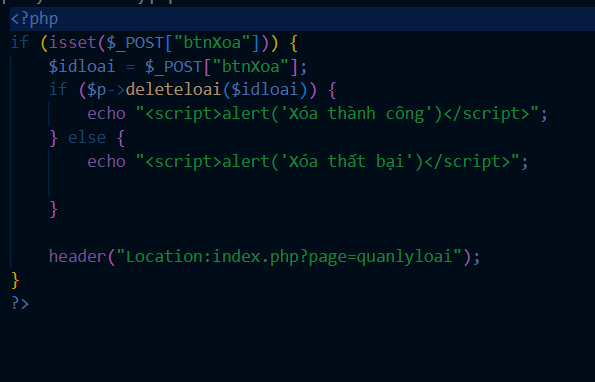 <?php
if (isset($_POST["btnXoa"])) {
    $idloai = $_POST["btnXoa"];
    if ($p->deleteloai($idloai)) {
        echo "<script>alert('Xóa thành công')</script>";
    } else {
        echo "<script>alert('Xóa thất bại')</script>";
    }
    header("Location:index.php?page=quanlyloai");
}
?>